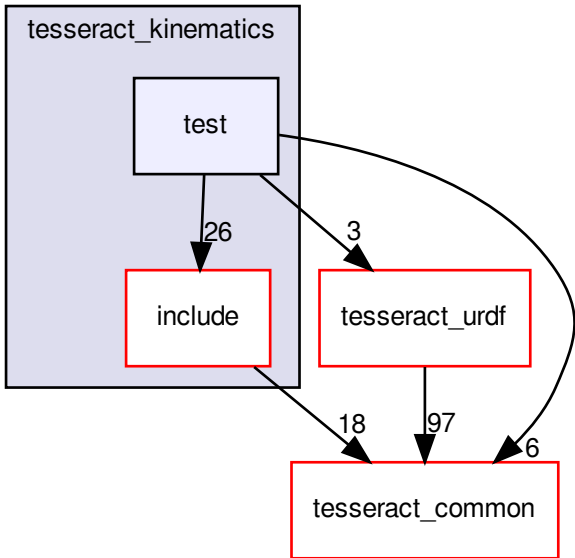 tesseract_kinematics
test
26
3
include
tesseract_urdf
18
97
6
tesseract_common